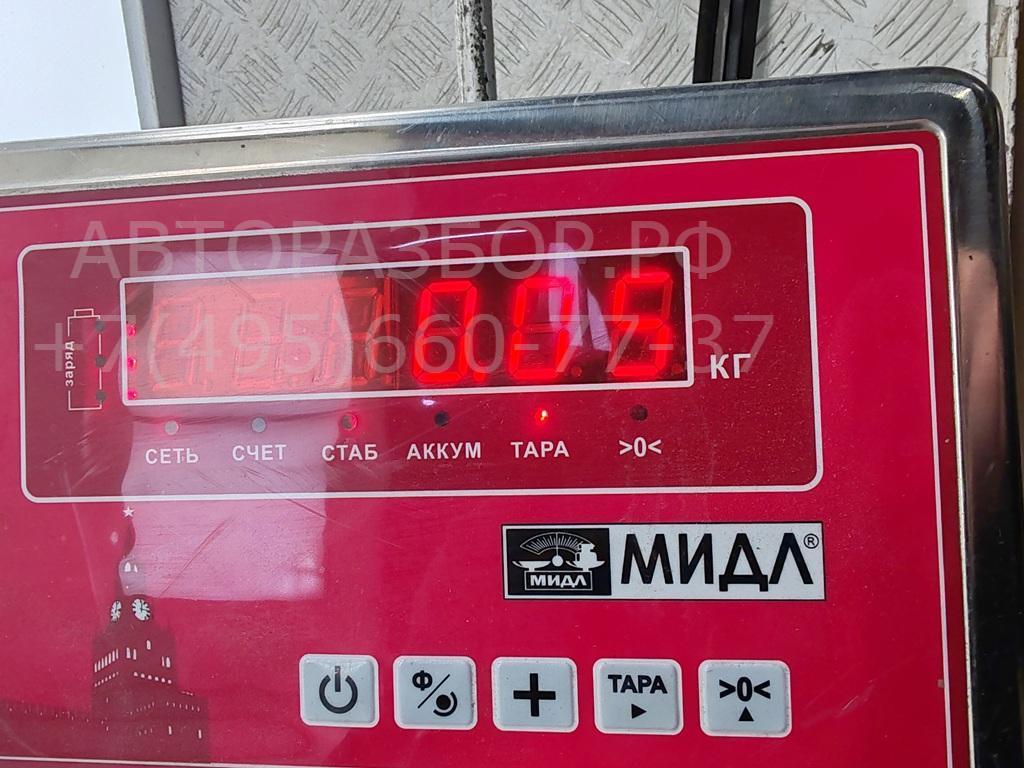 АВТОРАЗБОР.РФ
+7(495)660-77-37
заряд
КГ
СЕТЬ СЧЕТ СТАБ АККУМ ТАРА >0<
МИДЛ МИДЛ®
Ф
ТАРА >0<